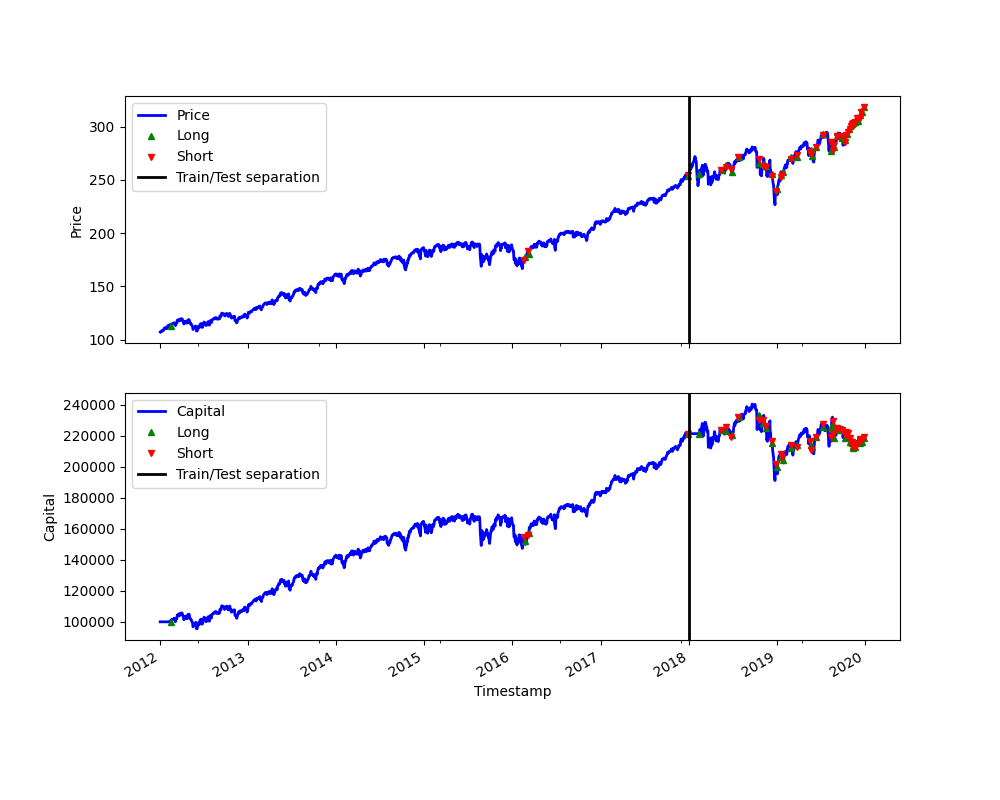 Price
Long
Short
Train/Test separation
300
250
200
150
100
Price
Capital
Long
Short
Train/Test separation
240000
220000
200000
180000
160000
140000
120000
100000
Capital
2012 2013 2014 2015 2016 2017 2018 2019 2020
Timestamp